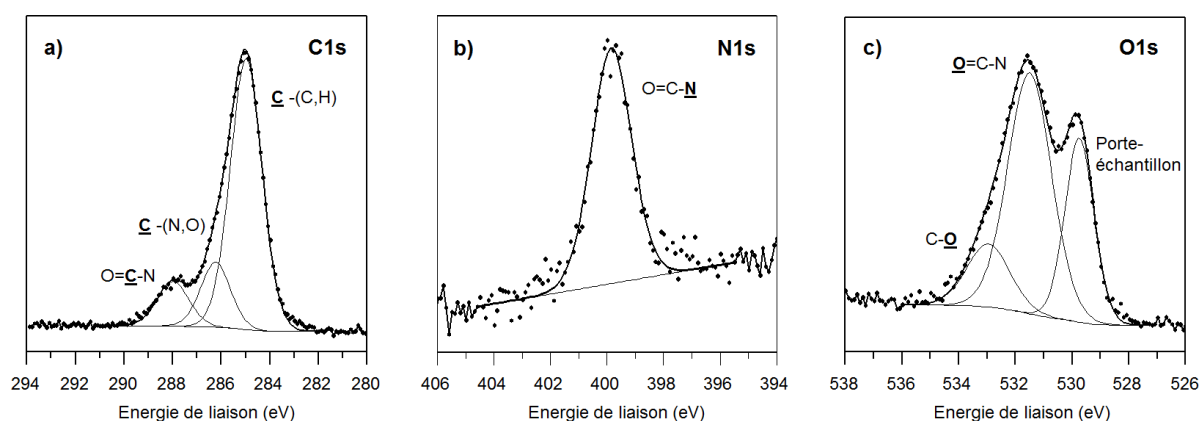 a)
C1s
C -(C,H)
C -(N,O)
O=C-N
294 292 290 288 286 284 282 280
Energie de liaison (eV)
b)
N1s
O=C-N
406 404 402 400 398 396 394
Energie de liaison (eV)
c)
O1s
O=C-N
Porte-
échantillon
C-O
538 536 534 532 530 528 526
Energie de liaison (eV)